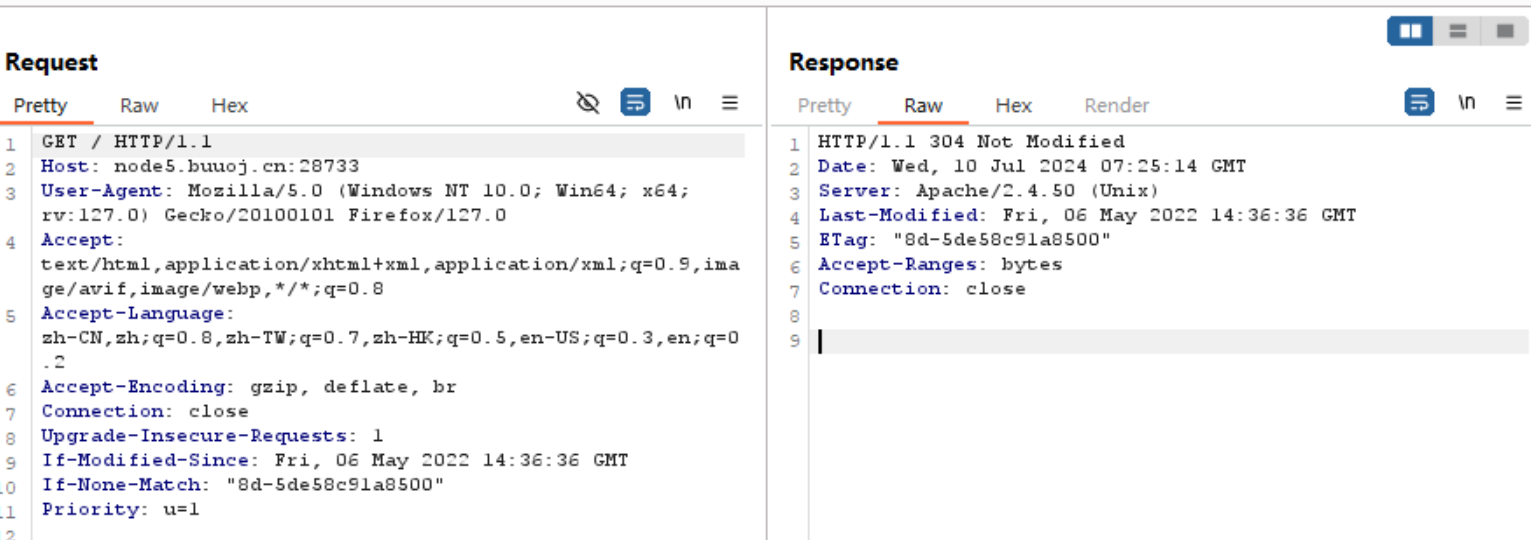 Request
Pretty Raw Hex
\n
1 GET / HTTP/1.1
2 Host: node5.buuoj.cn:28733
3 User-Agent: Mozilla/5.0 (Windows NT 10.0; Win64; x64;
rv:127.0) Gecko/20100101 Firefox/127.0
4 Accept:
text/html,application/xhtml+xml,application/xml;q=0.9,ima
ge/avif,image/webp,*/*;q=0.8
5 Accept-Language:
zh-CN,zh;q=0.8,zh-TW;q=0.7,zh-HK;q=0.5,en-US;q=0.3,en;q=0
.2
6 Accept-Encoding: gzip, deflate, br
7 Connection: close
8 Upgrade-Insecure-Requests: 1
9 If-Modified-Since: Fri, 06 May 2022 14:36:36 GMT
10 If-None-Match: "8d-5de58c91a8500"
11 Priority: u=1
12
Response
Pretty Raw Hex Render
\n
1 HTTP/1.1 304 Not Modified
2 Date: Wed, 10 Jul 2024 07:25:14 GMT
3 Server: Apache/2.4.50 (Unix)
4 Last-Modified: Fri, 06 May 2022 14:36:36 GMT
5 ETag: "8d-5de58c91a8500"
6 Accept-Ranges: bytes
7 Connection: close
8
9